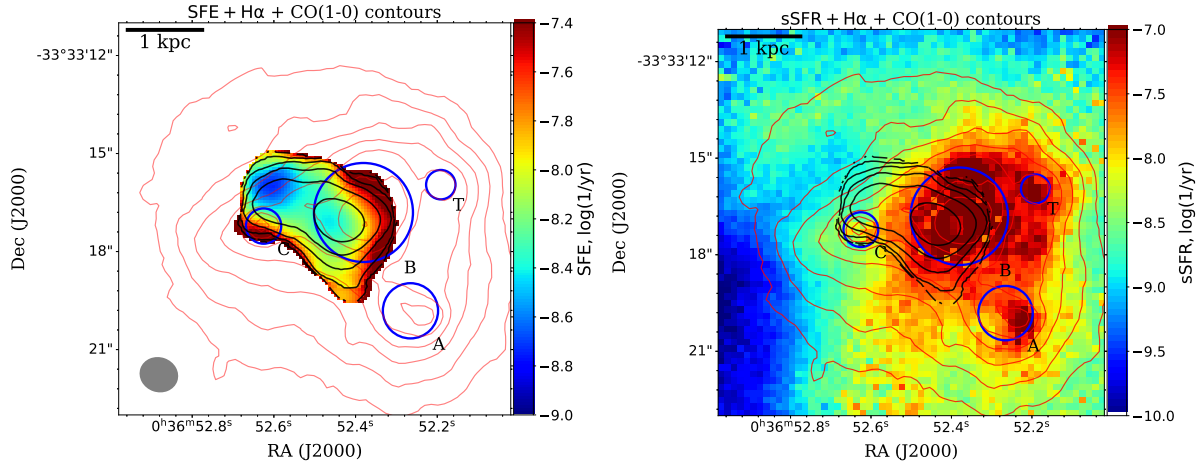 SFE + Hα + CO(1-0) contours
1 kpc
-33°33'12"
15"
18"
21"
Dec (J2000)
T
C
B
A
0ʰ36ᵐ52.8ˢ 52.6ˢ 52.4ˢ 52.2ˢ
RA (J2000)
−7.4
−7.6
−7.8
−8.0
−8.2
−8.4
−8.6
−8.8
−9.0
SFE, log(1/yr)
sSFR + Hα + CO(1-0) contours
1 kpc
-33°33'12"
15"
18"
21"
Dec (J2000)
T
C
B
A
0ʰ36ᵐ52.8ˢ 52.6ˢ 52.4ˢ 52.2ˢ
RA (J2000)
−7.0
−7.5
−8.0
−8.5
−9.0
−9.5
−10.0
sSFR, log(1/yr)